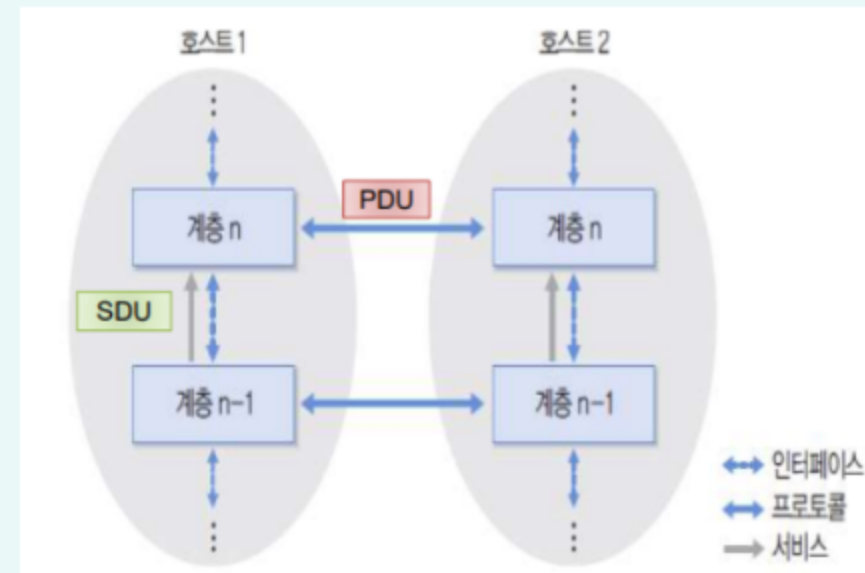 호스트1 호스트2
⋮ ⋮
PDU
계층 n 계층 n
SDU
계층 n-1 계층 n-1
인터페이스
프로토콜
⋮ ⋮
서비스